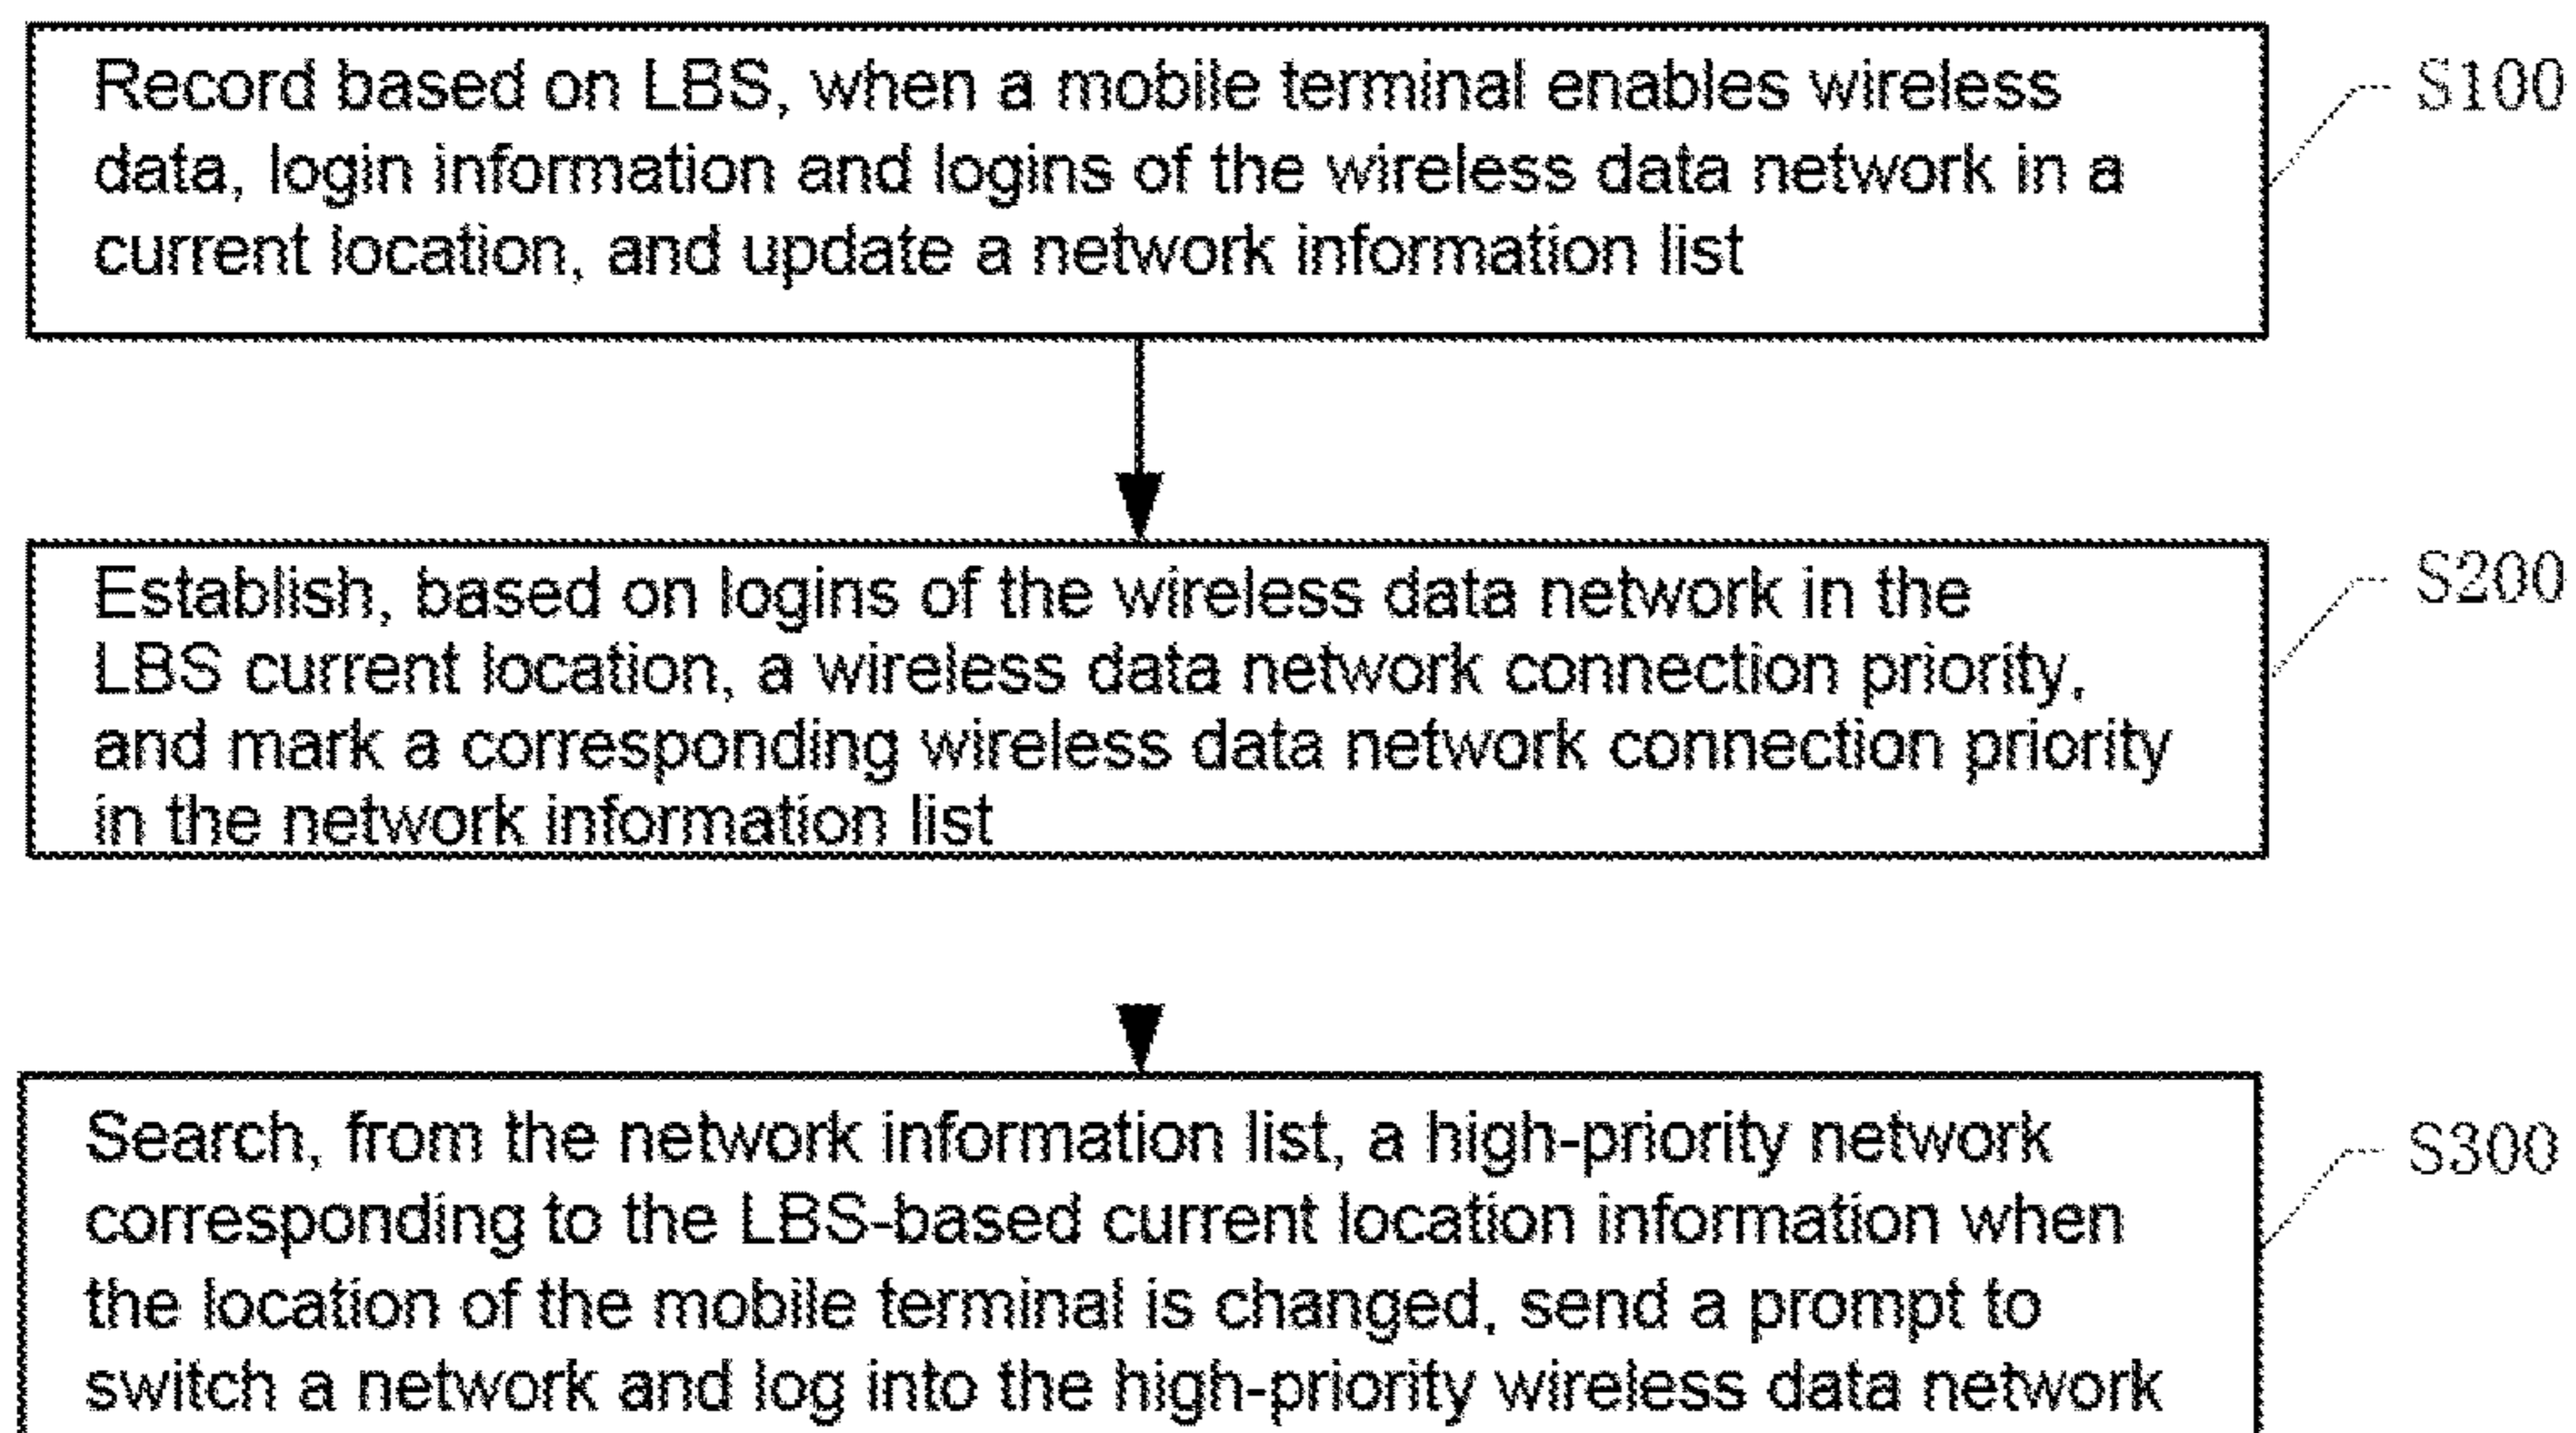 Record based on LBS, when a mobile terminal enables wireless
data, login information and logins of the wireless data network in a
current location, and update a network information list
S100
Establish, based on logins of the wireless data network in the
LBS current location, a wireless data network connection priority,
and mark a corresponding wireless data network connection priority
in the network information list
S200
Search, from the network information list, a high-priority network
corresponding to the LBS-based current location information when
the location of the mobile terminal is changed, send a prompt to
switch a network and log into the high-priority wireless data network
S300